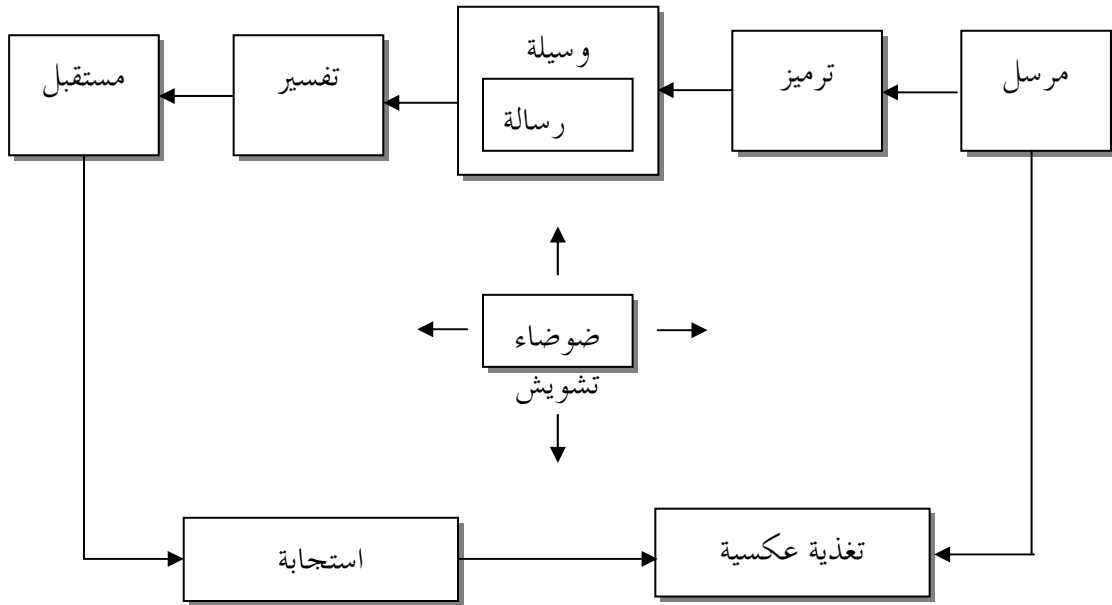 مرسل
ترميز
وسيلة
رسالة
تفسير
مستقبل
ضوضاء
تشويش
تغذية عكسية
استجابة